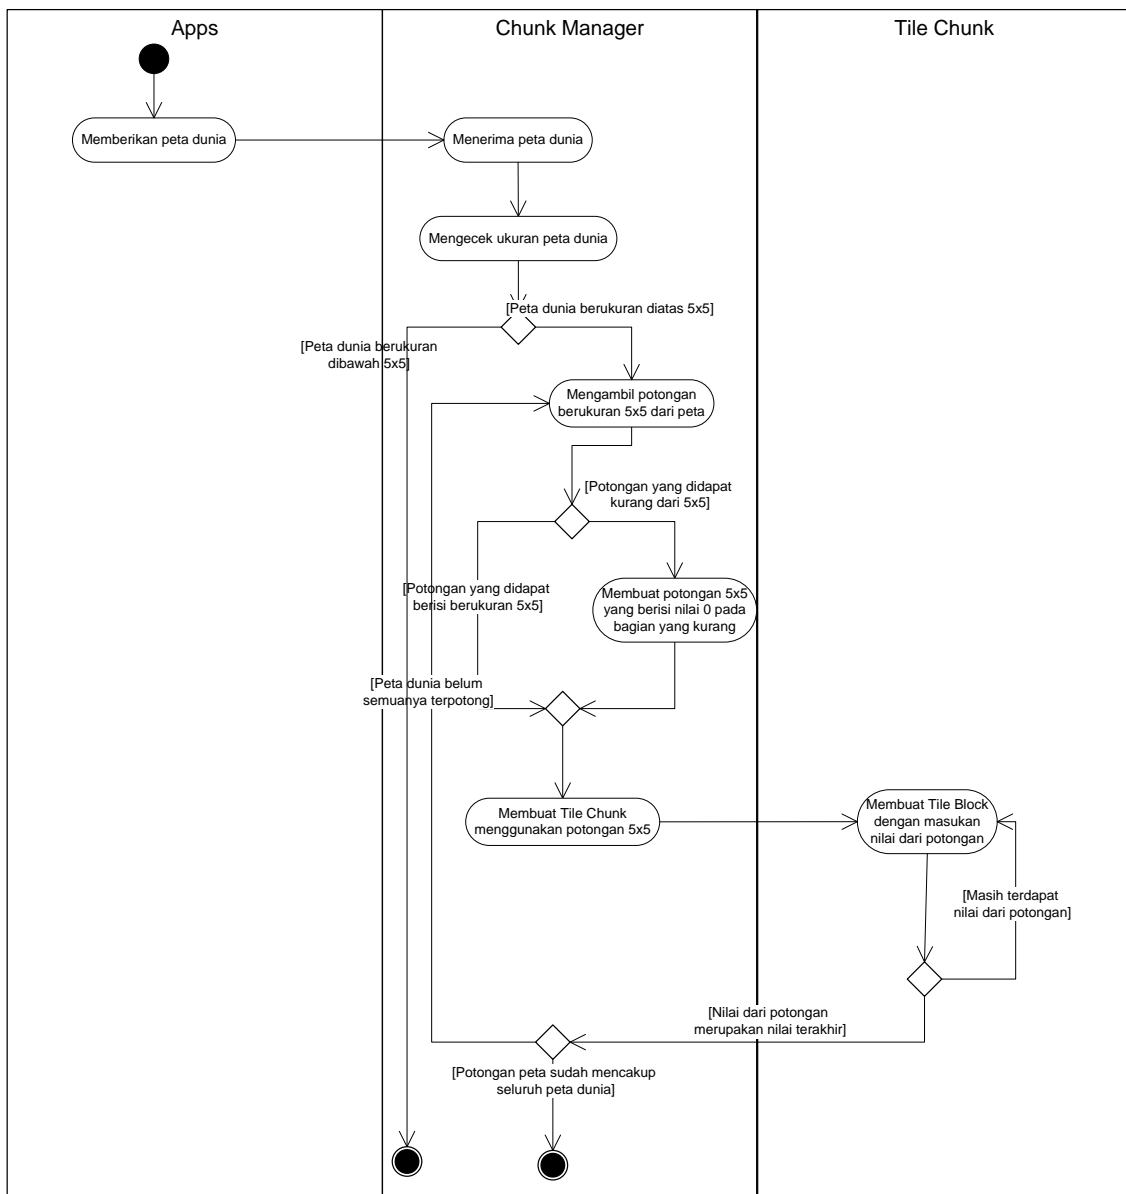 Apps
Chunk Manager
Tile Chunk
Memberikan peta dunia
Menerima peta dunia
Mengecek ukuran peta dunia
[Peta dunia berukuran diatas 5x5]
[Peta dunia berukuran
dibawah 5x5]
Mengambil potongan
berukuran 5x5 dari peta
[Potongan yang didapat
kurang dari 5x5]
[Potongan yang didapat
berisi berukuran 5x5]
Membuat potongan 5x5
yang berisi nilai 0 pada
bagian yang kurang
[Peta dunia belum
semuanya terpotong]
Membuat Tile Chunk
menggunakan potongan 5x5
Membuat Tile Block
dengan masukan
nilai dari potongan
[Masih terdapat
nilai dari potongan]
[Nilai dari potongan
merupakan nilai terakhir]
[Potongan peta sudah mencakup
seluruh peta dunia]